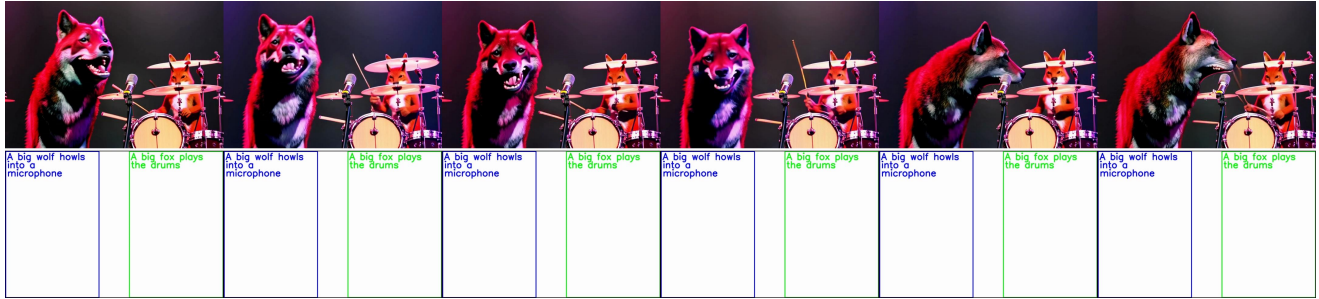 A big wolf howls
into a
microphone
A big fox plays
the drums
A big wolf howls
into a
microphone
A big fox plays
the drums
A big wolf howls
into a
microphone
A big fox plays
the drums
A big wolf howls
into a
microphone
A big fox plays
the drums
A big wolf howls
into a
microphone
A big fox plays
the drums
A big wolf howls
into a
microphone
A big fox plays
the drums